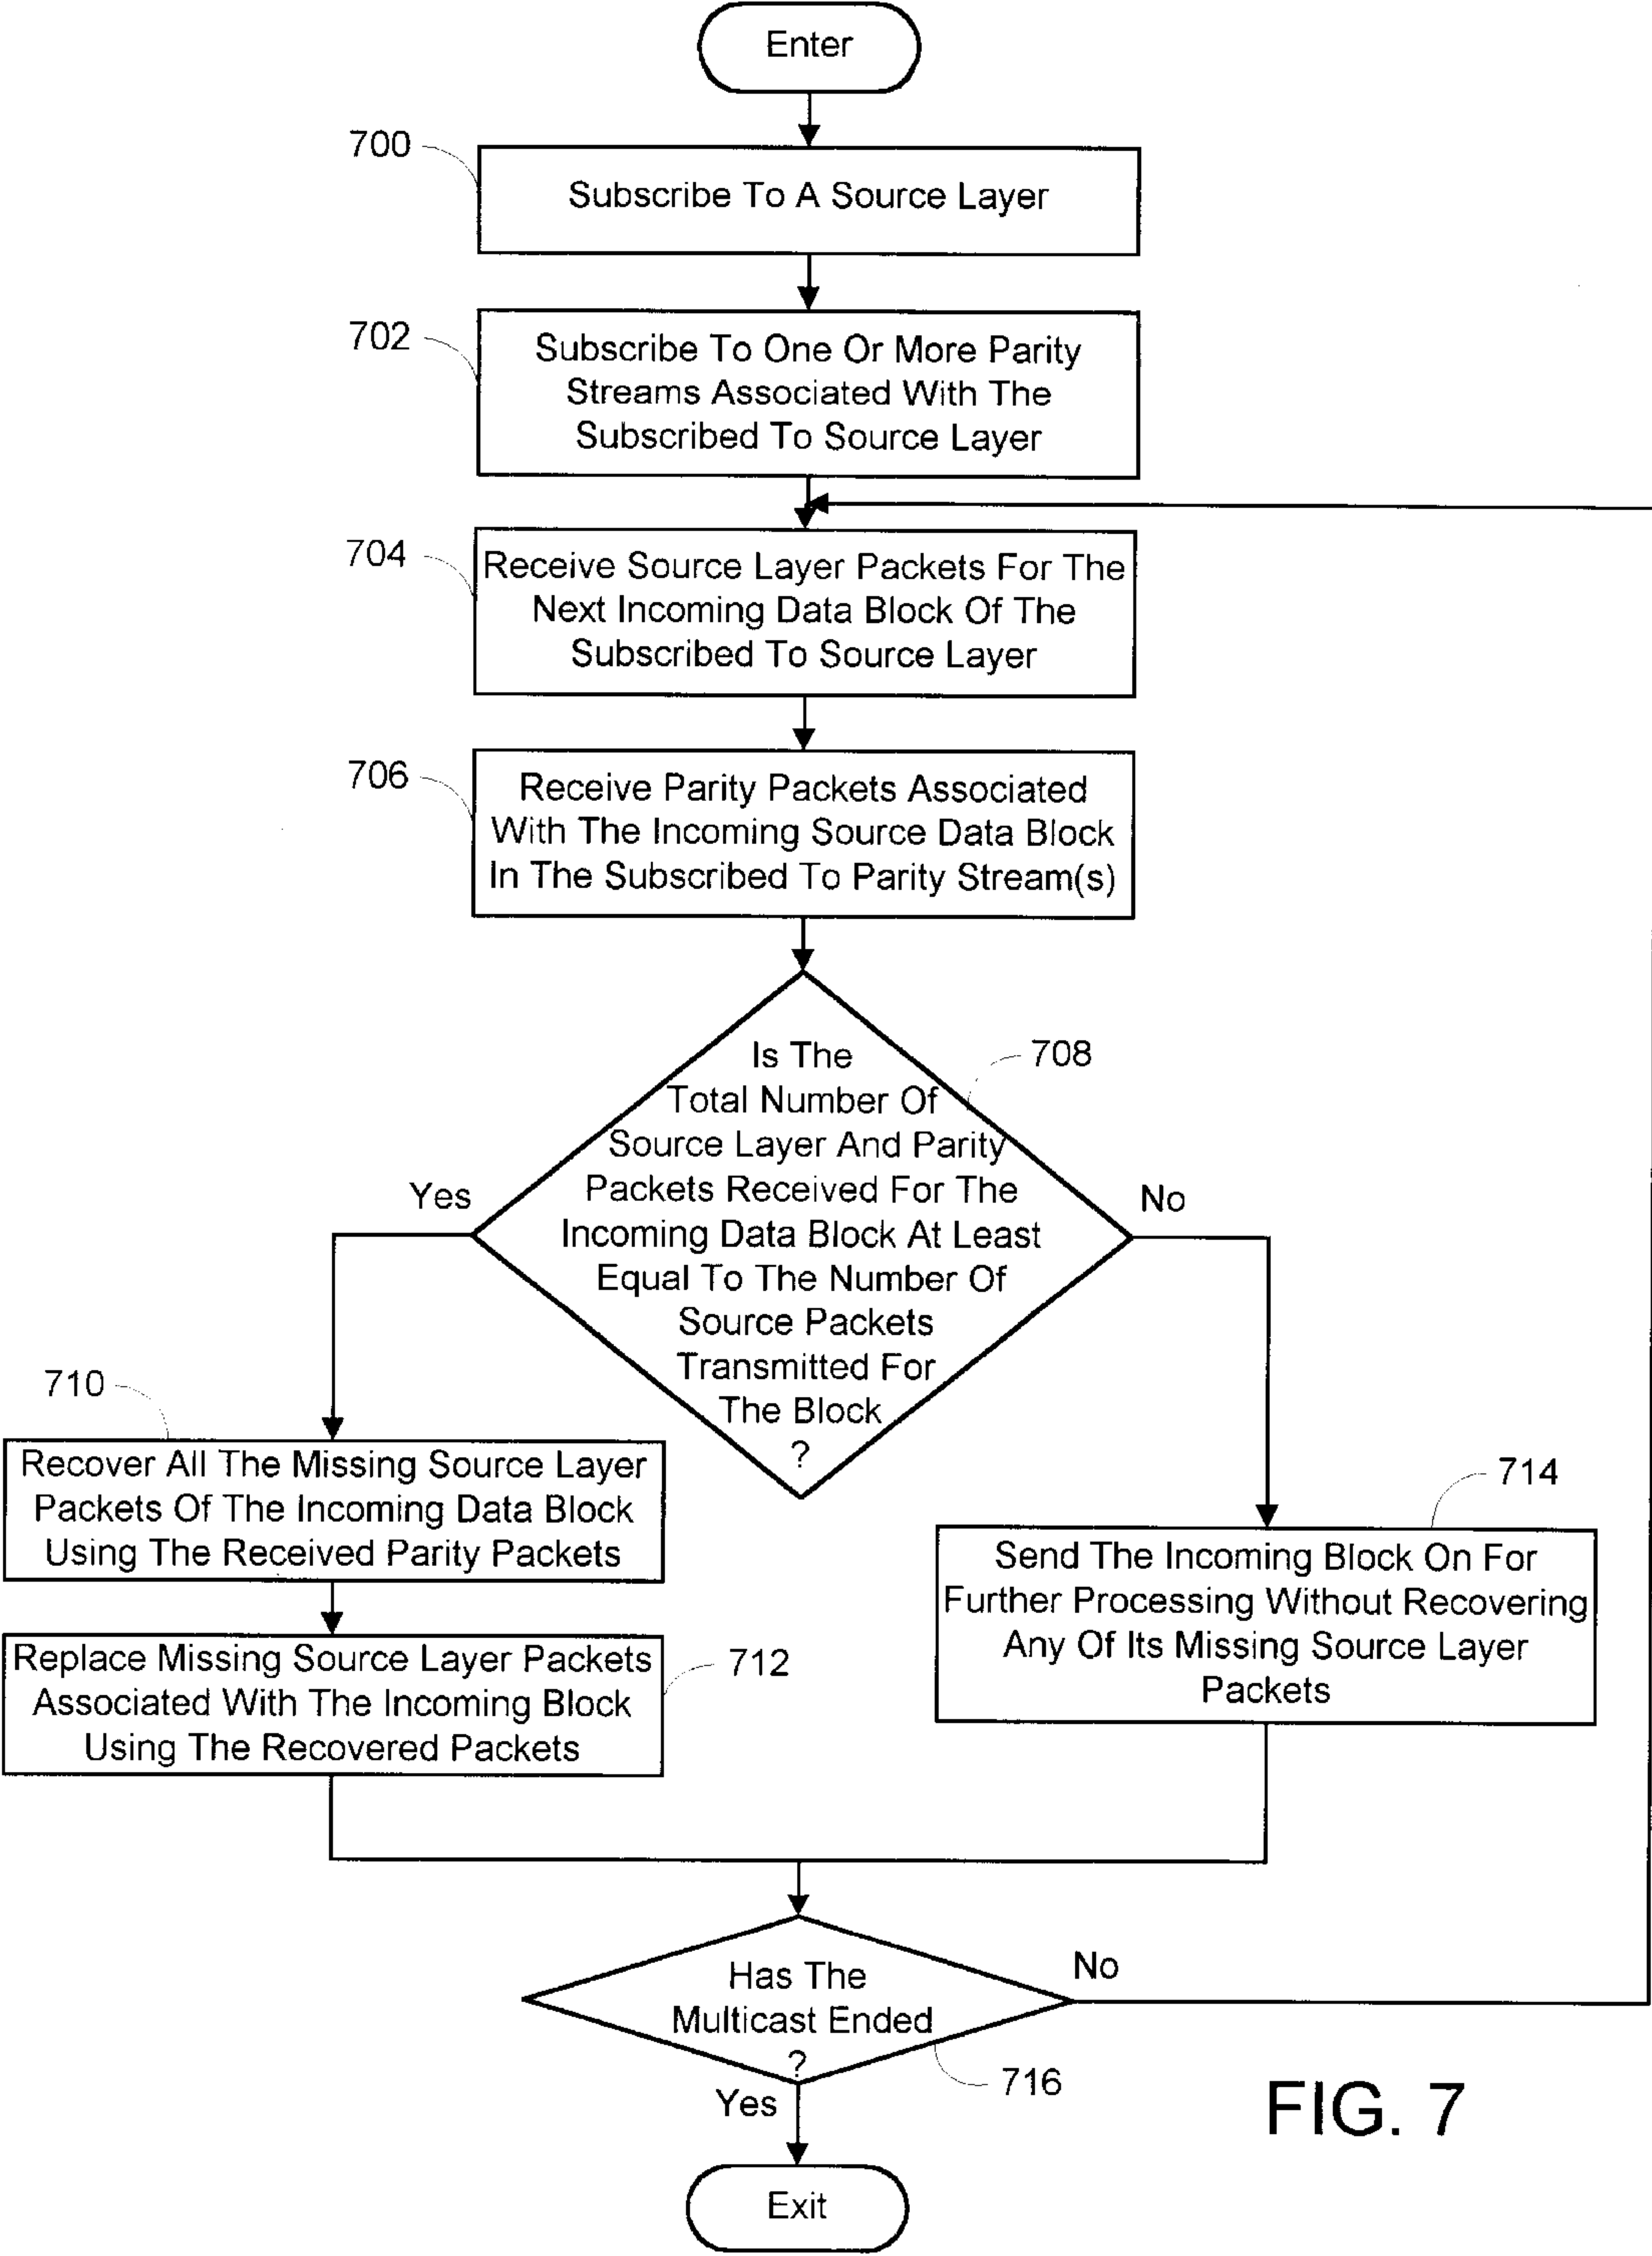 Enter
700
Subscribe To A Source Layer
702
Subscribe To One Or More Parity
Streams Associated With The
Subscribed To Source Layer
704
Receive Source Layer Packets For The
Next Incoming Data Block Of The
Subscribed To Source Layer
706
Receive Parity Packets Associated
With The Incoming Source Data Block
In The Subscribed To Parity Stream(s)
708
Is The
Total Number Of
Source Layer And Parity
Packets Received For The
Incoming Data Block At Least
Equal To The Number Of
Source Packets
Transmitted For
The Block
?
Yes
No
710
Recover All The Missing Source Layer
Packets Of The Incoming Data Block
Using The Received Parity Packets
712
Replace Missing Source Layer Packets
Associated With The Incoming Block
Using The Recovered Packets
714
Send The Incoming Block On For
Further Processing Without Recovering
Any Of Its Missing Source Layer
Packets
Has The
Multicast Ended
?
No
716
Yes
Exit
FIG. 7